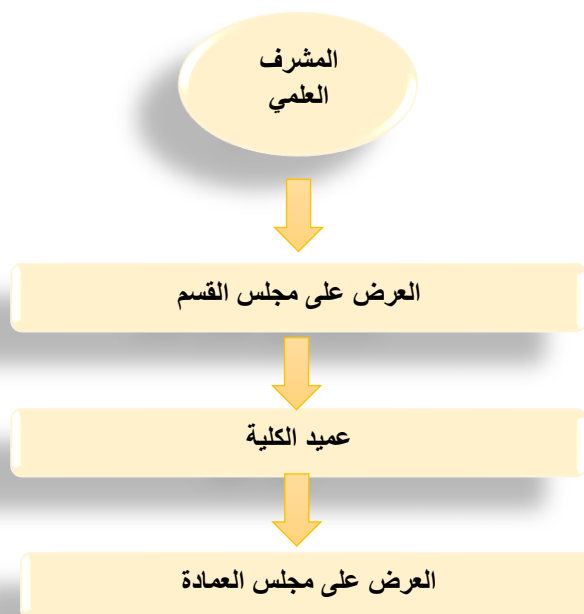 المشرف
العلمي
العرض على مجلس القسم
عميد الكلية
العرض على مجلس العمادة